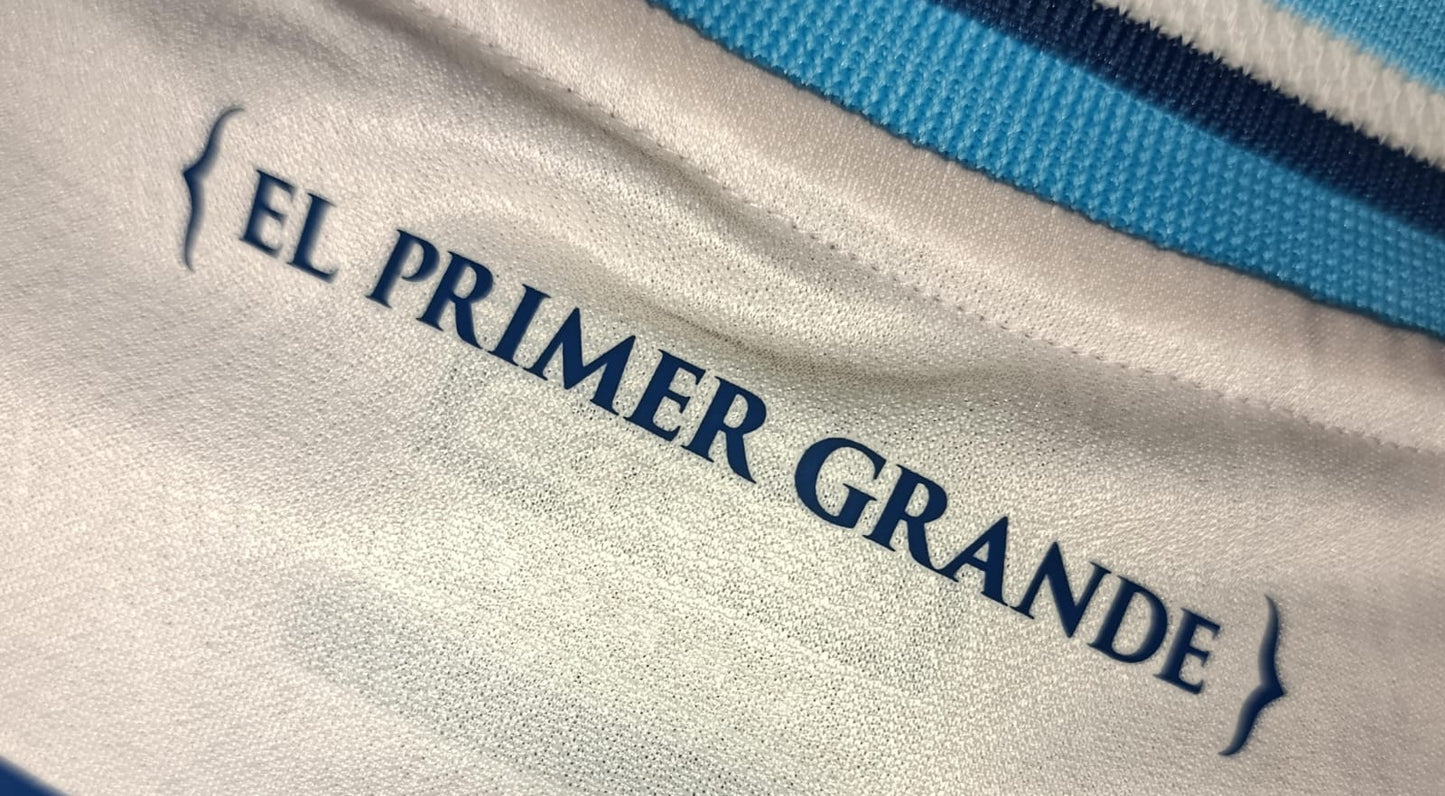 { EL PRIMER GRANDE }